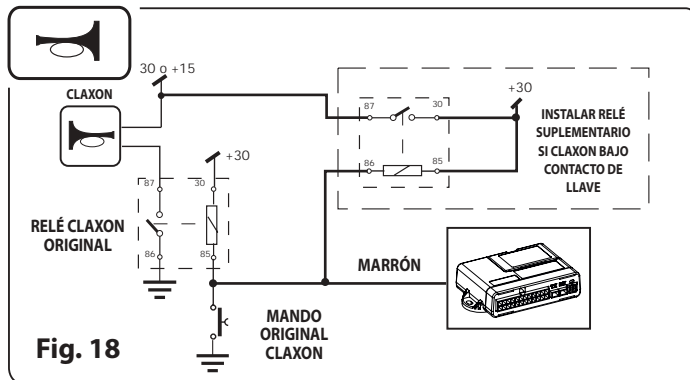 30 o +15
CLAXON
87
30
+30
INSTALAR RELÉ
SUPLEMENTARIO
SI CLAXON BAJO
CONTACTO DE
LLAVE
86
85
+30
87
30
RELÉ CLAXON
ORIGINAL
86
85
MARRÓN
MANDO
ORIGINAL
CLAXON
Fig. 18